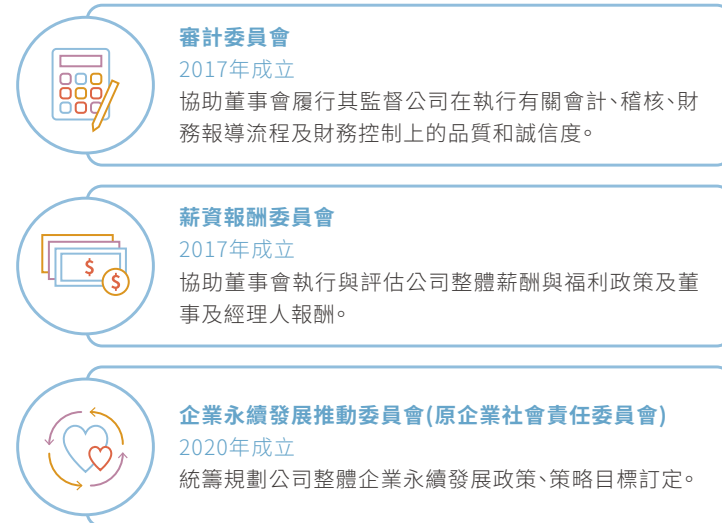 審計委員會
2017年成立
協助董事會履行其監督公司在執行有關會計、稽核、財
務報導流程及財務控制上的品質和誠信度。
薪資報酬委員會
2017年成立
協助董事會執行與評估公司整體薪酬與福利政策及董
事及經理人報酬。
$
$
企業永續發展推動委員會(原企業社會責任委員會)
2020年成立
統籌規劃公司整體企業永續發展政策、策略目標訂定。